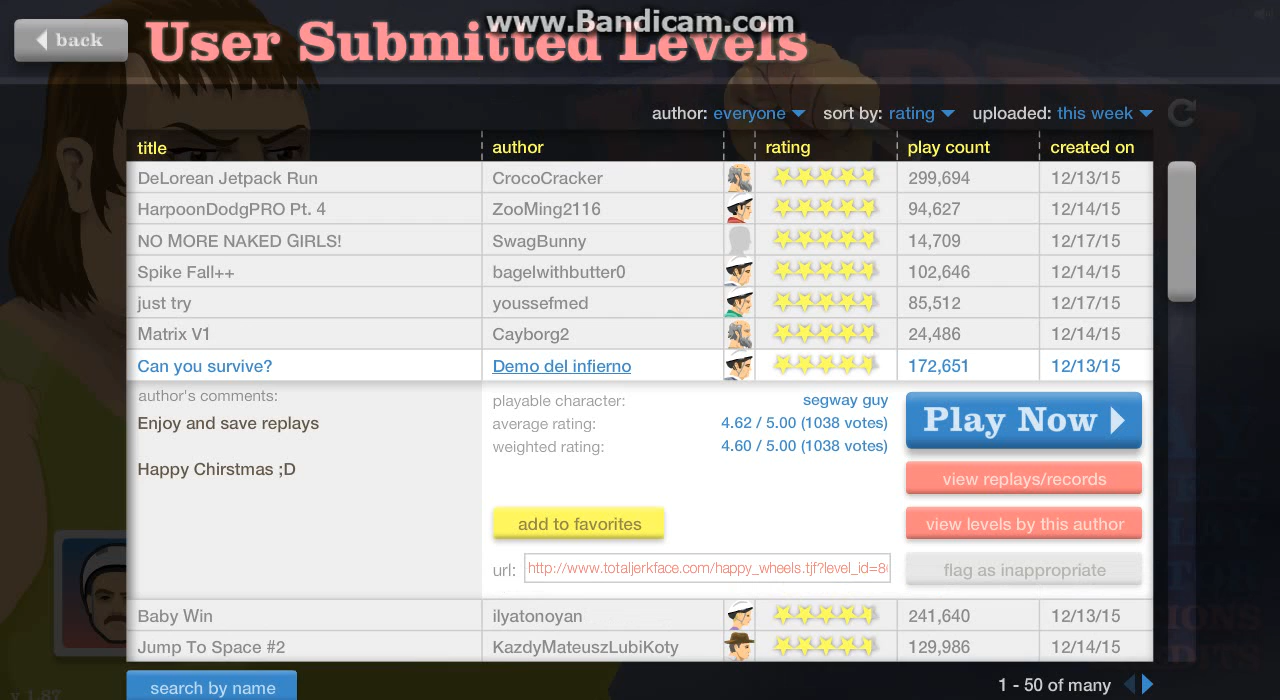 www.Bandicam.com
back
User Submitted Levels
author: everyone sort by: rating uploaded: this week
title author rating play count created on
DeLorean Jetpack Run CrocoCracker 299,694 12/13/15
HarpoonDodgPRO Pt. 4 ZooMing2116 94,627 12/14/15
NO MORE NAKED GIRLS! SwagBunny 14,709 12/17/15
Spike Fall++ bagelwithbutter0 102,646 12/14/15
just try youssefmed 85,512 12/17/15
Matrix V1 Cayborg2 24,486 12/14/15
Can you survive? Demo del infierno 172,651 12/13/15
author's comments:
Enjoy and save replays
Happy Chirstmas ;D
playable character: segway guy
average rating: 4.62 / 5.00 (1038 votes)
weighted rating: 4.60 / 5.00 (1038 votes)
add to favorites
url: http://www.totaljerkface.com/happy_wheels.tjf?level_id=8
Play Now
view replays/records
view levels by this author
flag as inappropriate
Baby Win ilyatonoyan 241,640 12/13/15
Jump To Space #2 KazdyMateuszLubiKoty 129,986 12/14/15
search by name
1 - 50 of many
v 1.87